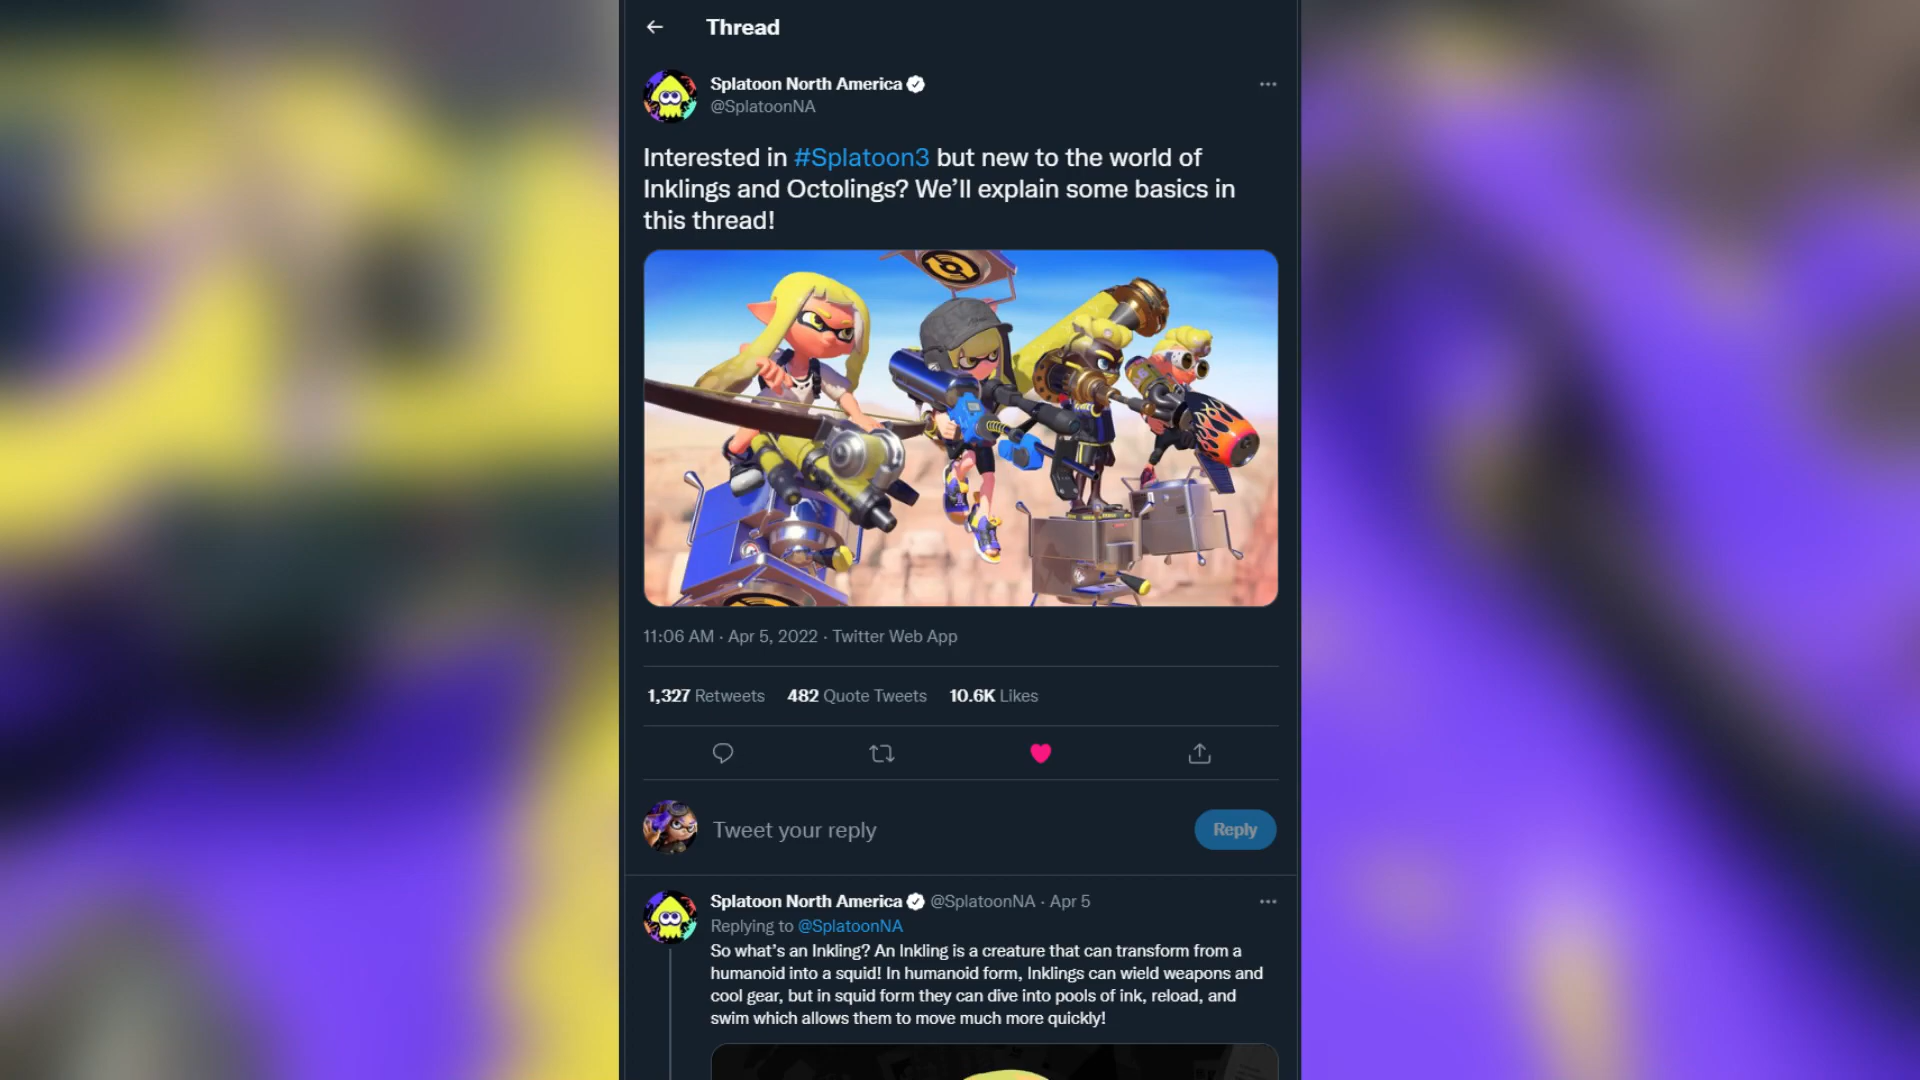 Thread
Splatoon North America
@SplatoonNA
Interested in #Splatoon3 but new to the world of
Inklings and Octolings? We’ll explain some basics in
this thread!
11:06 AM · Apr 5, 2022 · Twitter Web App
1,327 Retweets 482 Quote Tweets 10.6K Likes
Tweet your reply
Reply
Splatoon North America @SplatoonNA · Apr 5
Replying to @SplatoonNA
So what’s an Inkling? An Inkling is a creature that can transform from a
humanoid into a squid! In humanoid form, Inklings can wield weapons and
cool gear, but in squid form they can dive into pools of ink, reload, and
swim which allows them to move much more quickly!